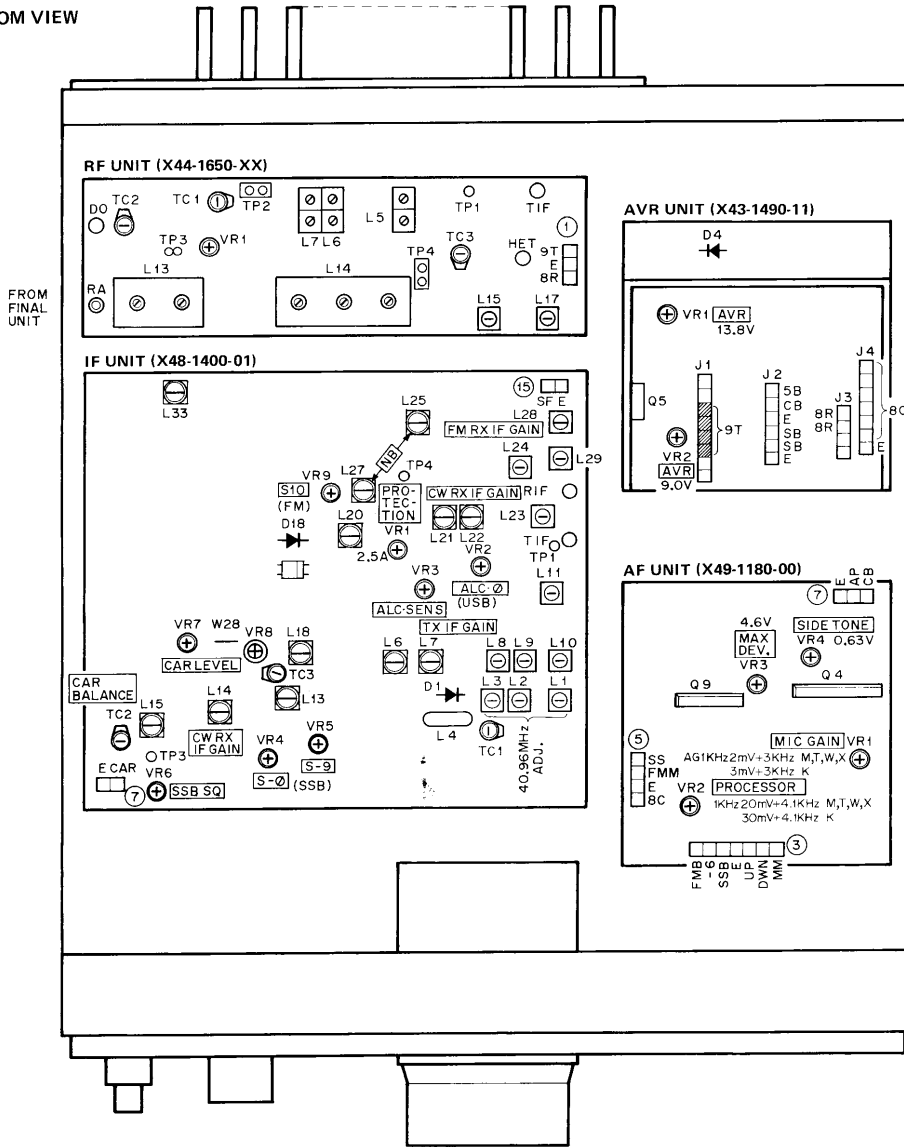 OM VIEW
RF UNIT (X44-1650-XX)
DO
TC2
TC1
TP2
TP3
VR1
L7 L6
L5
TP1
TIF
TC3
HET
1
9T
E
8R
TP4
RA
L13
L14
L15
L17
FROM
FINAL
UNIT
AVR UNIT (X43-1490-11)
D4
VR1 AVR
13.8V
J1
J2
J3
J4
Q5
9T
5B
CB
E
SB
SB
E
8R
8R
8C
E
VR2
AVR
9.0V
IF UNIT (X48-1400-01)
L33
L25
15
SF E
L28
FM RX IF GAIN
L29
L24
NB
TP4
L27
VR9
S10
(FM)
PRO-
TEC-
TION
CW RX IF GAIN
RIF
L23
D18
L20
VR1
2.5A
L21 L22
VR2
TIF
TP1
VR3
ALC-Ø
(USB)
L11
ALC-SENS
TX IF GAIN
VR7
W28
VR8
L18
CAR LEVEL
TC3
L6
L7
L8
L9
L10
CAR
BALANCE
L14
L13
D1
L3
L2
L1
TC2
L15
CW RX
IF GAIN
L4
TC1
40.96MHz
ADJ.
TP3
VR4
VR5
S-Ø
(SSB)
S-9
E CAR
7
VR6
SSB SQ
AF UNIT (X49-1180-00)
7
E
AP
CB
4.6V
MAX
DEV.
VR3
SIDE TONE
VR4 0.63V
Q9
Q4
5
SS
FMM
E
8C
MIC GAIN VR1
AG1KHz2mV+3KHz M,T,W,X
3mV+3KHz K
VR2 PROCESSOR
1KHz20mV+4.1KHz M,T,W,X
30mV+4.1KHz K
3
FMB
-6
SSB
E
UP
DWN
MM